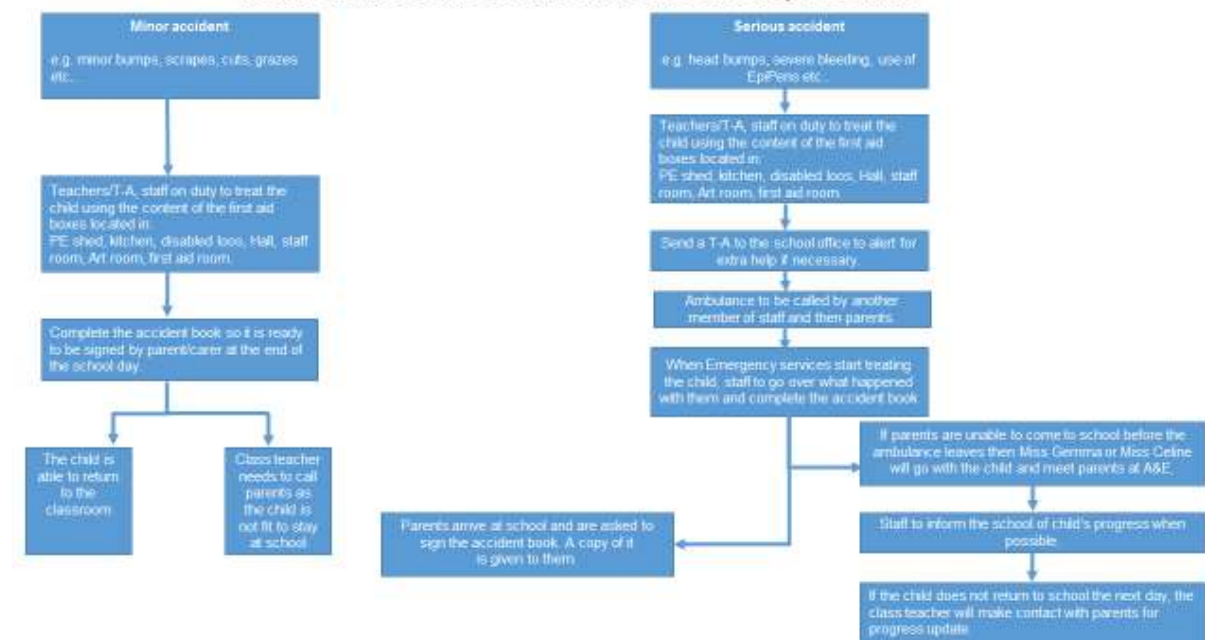 Minor accident
e.g. minor bumps, scrapes, cuts, grazes
etc...
Teachers/T-A, staff on duty to treat the
child using the content of the first aid
boxes located in:
PE shed, kitchen, disabled loos, Hall, staff
room, Art room, first aid room.
Complete the accident book so it is ready
to be signed by parent/carer at the end of
the school day.
The child is
able to return
to the
classroom
Class teacher
needs to call
parents as
the child is
not fit to stay
at school
Serious accident
e.g. head bumps, severe bleeding, use of
EpiPens etc...
Teachers/T-A, staff on duty to treat the
child using the content of the first aid
boxes located in:
PE shed, kitchen, disabled loos, Hall, staff
room, Art room, first aid room.
Send a T-A to the school office to alert for
extra help if necessary.
Ambulance to be called by another
member of staff and then parents.
When Emergency services start treating
the child, staff to go over what happened
with them and complete the accident book
Parents arrive at school and are asked to
sign the accident book. A copy of it
is given to them.
If parents are unable to come to school before the
ambulance leaves then Miss Gemma or Miss Celine
will go with the child and meet parents at A&E.
Staff to inform the school of child's progress when
possible.
If the child does not return to school the next day, the
class teacher will make contact with parents for
progress update.